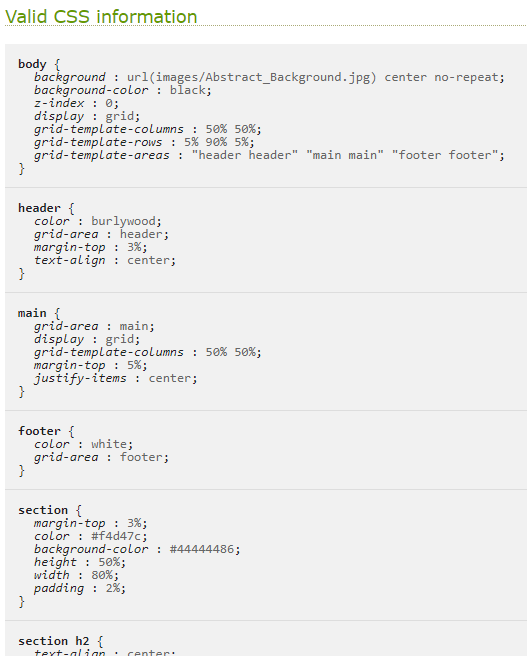 Valid CSS information
body {
background : url(images/Abstract_Background.jpg) center no-repeat;
background-color : black;
z-index : 0;
display : grid;
grid-template-columns : 50% 50%;
grid-template-rows : 5% 90% 5%;
grid-template-areas : "header header" "main main" "footer footer";
}
header {
color : burlywood;
grid-area : header;
margin-top : 3%;
text-align : center;
}
main {
grid-area : main;
display : grid;
grid-template-columns : 50% 50%;
margin-top : 5%;
justify-items : center;
}
footer {
color : white;
grid-area : footer;
}
section {
margin-top : 3%;
color : #f4d47c;
background-color : #44444486;
height : 50%;
width : 80%;
padding : 2%;
}
section h2 {
text-align : center;